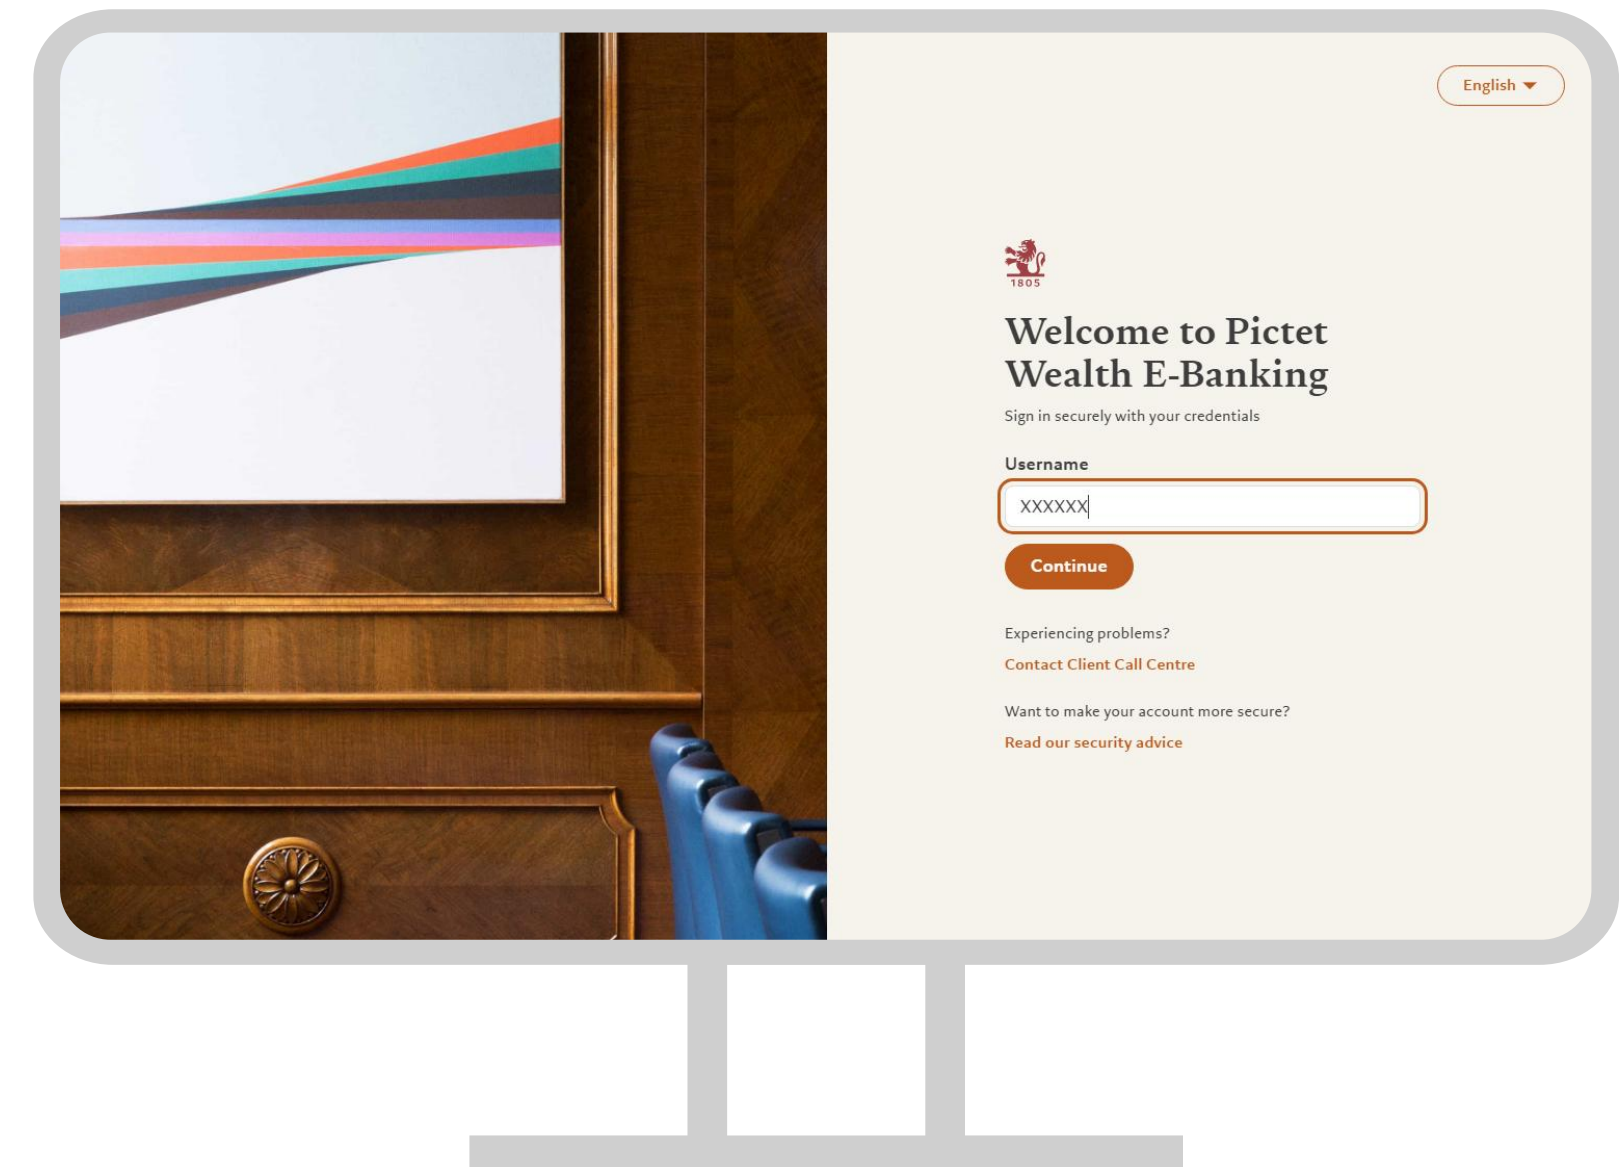 English
1805
Welcome to Pictet
Wealth E-Banking
Sign in securely with your credentials
Username
XXXXXX
Continue
Experiencing problems?
Contact Client Call Centre
Want to make your account more secure?
Read our security advice